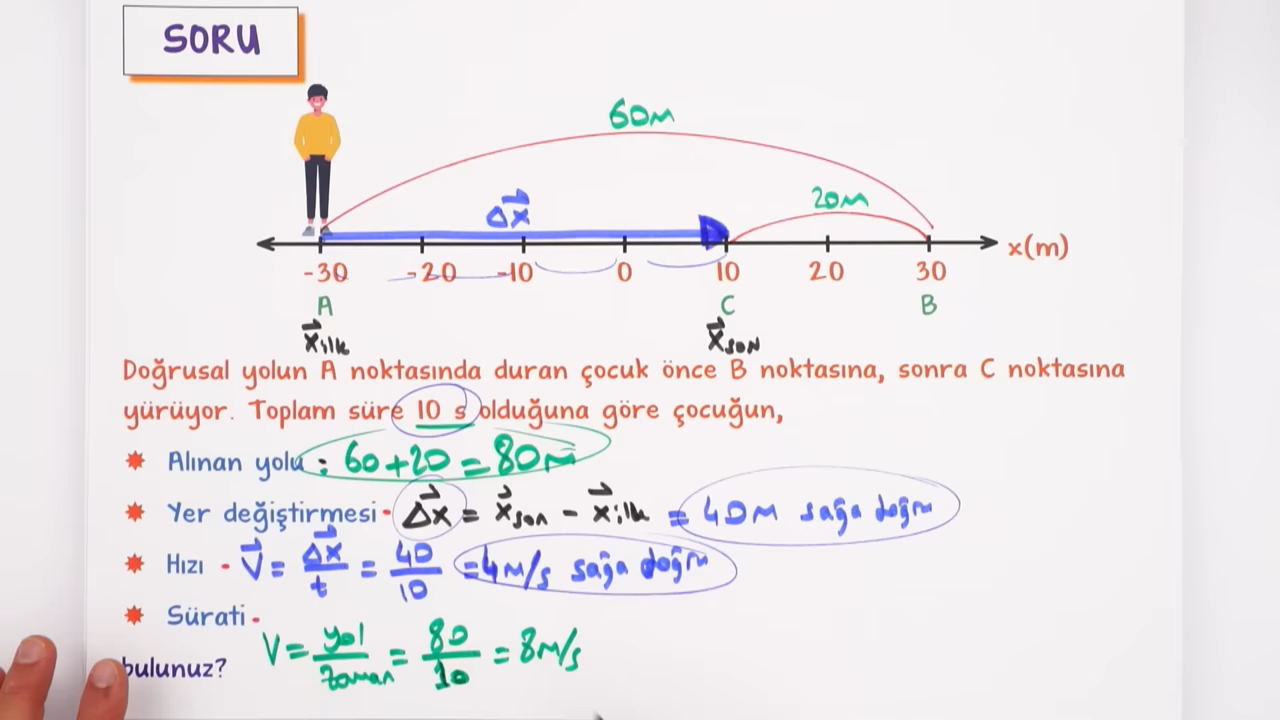 SORU
60M
20M
Δx
x(m)
-30 -20 -10 0 10 20 30
A C B
x ilk x son
Doğrusal yolun A noktasında duran çocuk önce B noktasına, sonra C noktasına
yürüyor. Toplam süre 10 s olduğuna göre çocuğun,
Alınan yolu : 60+20=80M
Yer değiştirmesi - Δx = x son - x ilk = 40M sağa doğru
Hızı - V = Δx/t = 40/10 =4M/s sağa doğru
Sürati -
V = yol/zaman = 80/10 = 8M/s
bulunuz?